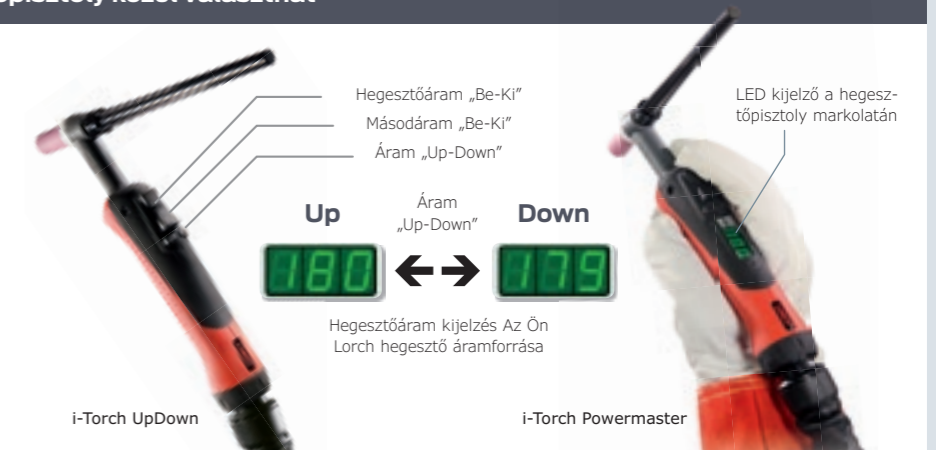 közül választhat
Hegesztőáram „Be-Ki”
Másodáram „Be-Ki”
Áram „Up-Down”
LED kijelző a hegesz-
tőpisztoly markolatán
Up
Áram
„Up-Down”
Down
180
179
180
Hegesztőáram kijelzés Az Ön
Lorch hegesztő áramforrása
i-Torch UpDown
i-Torch Powermaster